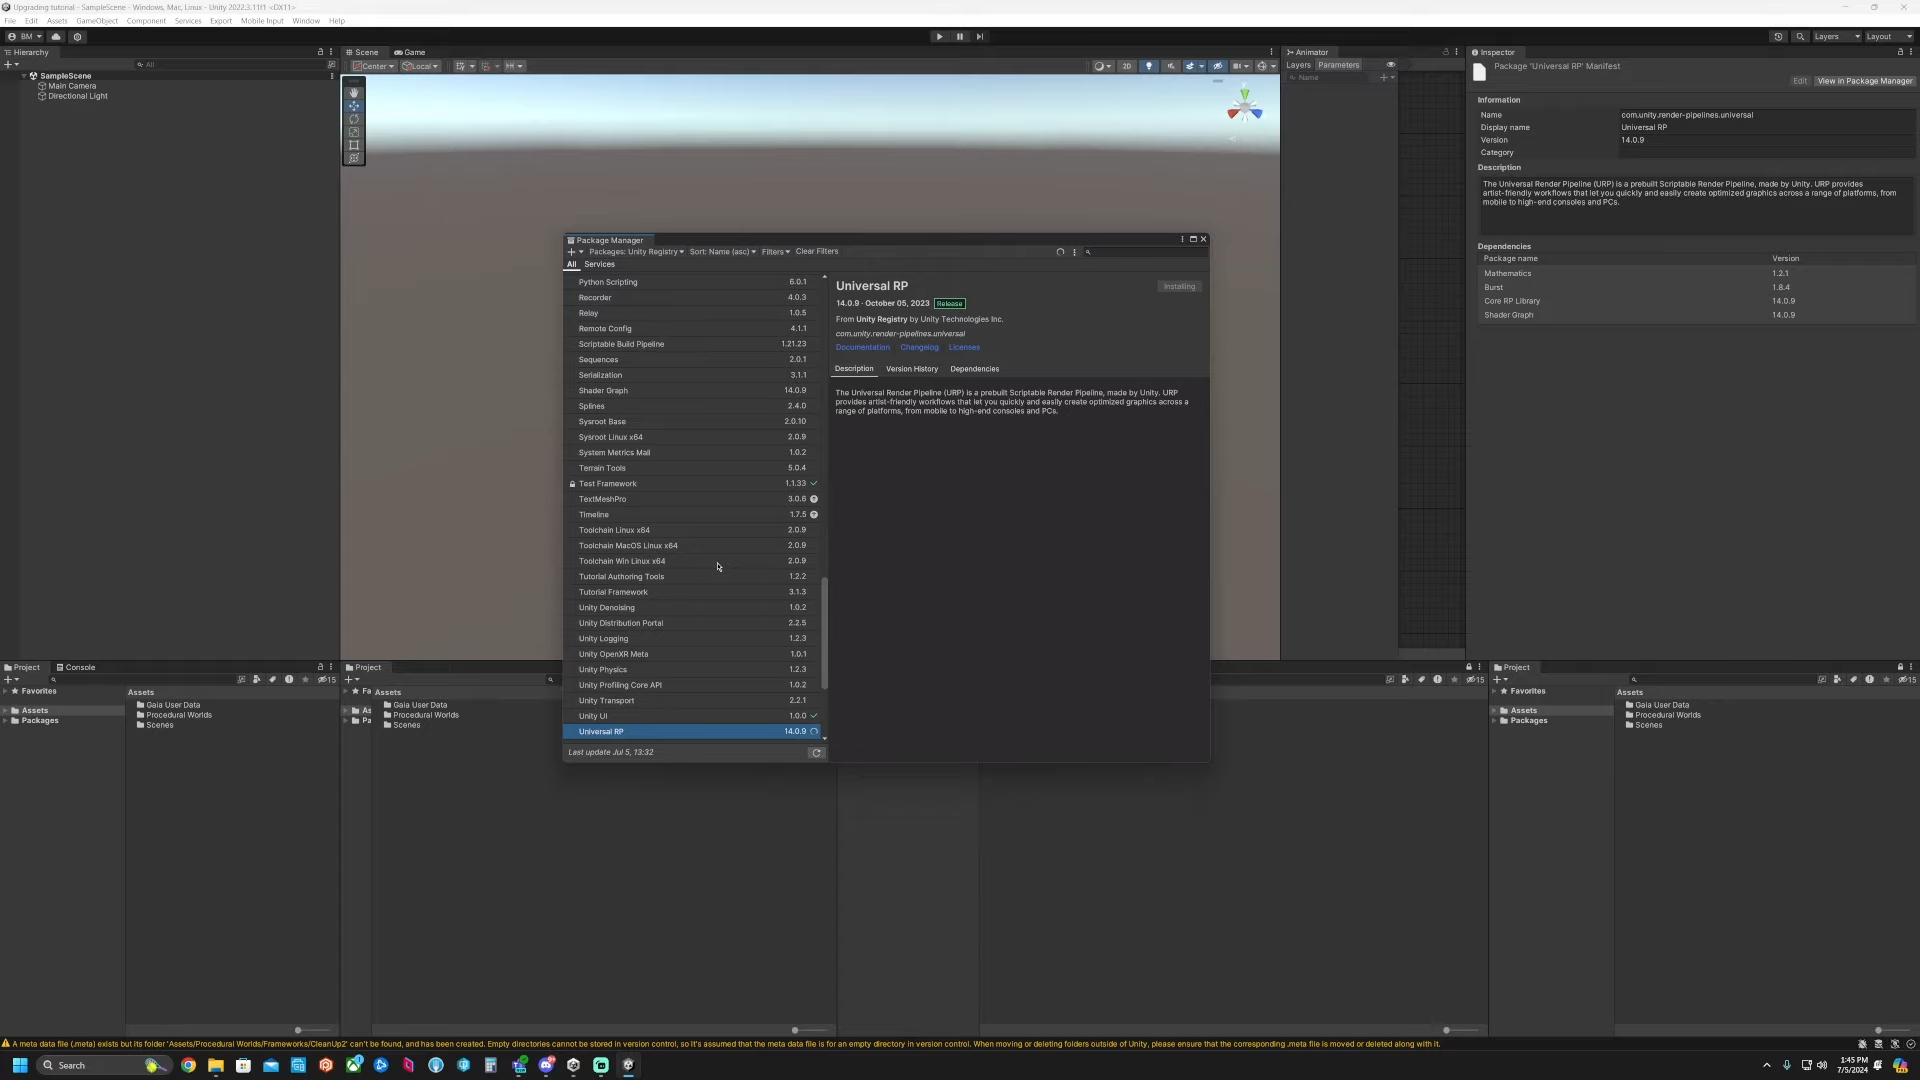 Upgrading tutorial - SampleScene - Windows, Mac, Linux - Unity 2022.3.11f1 <DX11>
File Edit Assets GameObject Component Services Export Mobile Input Window Help
BM Layers Layout
Hierarchy
All
SampleScene
Main Camera
Directional Light
Scene Game
Center Local 2D
Animator
Layers Parameters
Name
Inspector
Package 'Universal RP' Manifest
Edit View in Package Manager
Information
Name com.unity.render-pipelines.universal
Display name Universal RP
Version 14.0.9
Category
Description
The Universal Render Pipeline (URP) is a prebuilt Scriptable Render Pipeline, made by Unity. URP provides
artist-friendly workflows that let you quickly and easily create optimized graphics across a range of platforms, from
mobile to high-end consoles and PCs.
Dependencies
Package name Version
Mathematics 1.2.1
Burst 1.8.4
Core RP Library 14.0.9
Shader Graph 14.0.9
Package Manager
Packages: Unity Registry Sort: Name (asc) Filters Clear Filters
All Services
Python Scripting 6.0.1
Recorder 4.0.3
Relay 1.0.5
Remote Config 4.1.1
Scriptable Build Pipeline 1.21.23
Sequences 2.0.1
Serialization 3.1.1
Shader Graph 14.0.9
Splines 2.4.0
Sysroot Base 2.0.10
Sysroot Linux x64 2.0.9
System Metrics Mali 1.0.2
Terrain Tools 5.0.4
Test Framework 1.1.33
TextMeshPro 3.0.6
Timeline 1.7.5
Toolchain Linux x64 2.0.9
Toolchain MacOS Linux x64 2.0.9
Toolchain Win Linux x64 2.0.9
Tutorial Authoring Tools 1.2.2
Tutorial Framework 3.1.3
Unity Denoising 1.0.2
Unity Distribution Portal 2.2.5
Unity Logging 1.2.3
Unity OpenXR Meta 1.0.1
Unity Physics 1.2.3
Unity Profiling Core API 1.0.2
Unity Transport 2.2.1
Unity UI 1.0.0
Universal RP 14.0.9
Last update Jul 5, 13:32
Universal RP
Installing
14.0.9 · October 05, 2023 Release
From Unity Registry by Unity Technologies Inc.
com.unity.render-pipelines.universal
Documentation Changelog Licenses
Description Version History Dependencies
The Universal Render Pipeline (URP) is a prebuilt Scriptable Render Pipeline, made by Unity. URP
provides artist-friendly workflows that let you quickly and easily create optimized graphics across a
range of platforms, from mobile to high-end consoles and PCs.
Project Console
15
Favorites
Assets
Packages
Assets
Gaia User Data
Procedural Worlds
Scenes
Project
15
Fa
As
Pa
Assets
Gaia User Data
Procedural Worlds
Scenes
Project
15
Favorites
Assets
Packages
Assets
Gaia User Data
Procedural Worlds
Scenes
A meta data file (.meta) exists but its folder 'Assets/Procedural Worlds/Frameworks/CleanUp2' can't be found, and has been created. Empty directories cannot be stored in version control, so it's assumed that the meta data file is for an empty directory in version control. When moving or deleting folders outside of Unity, please ensure that the corresponding .meta file is moved or deleted along with it.
Search
1:45 PM
7/5/2024